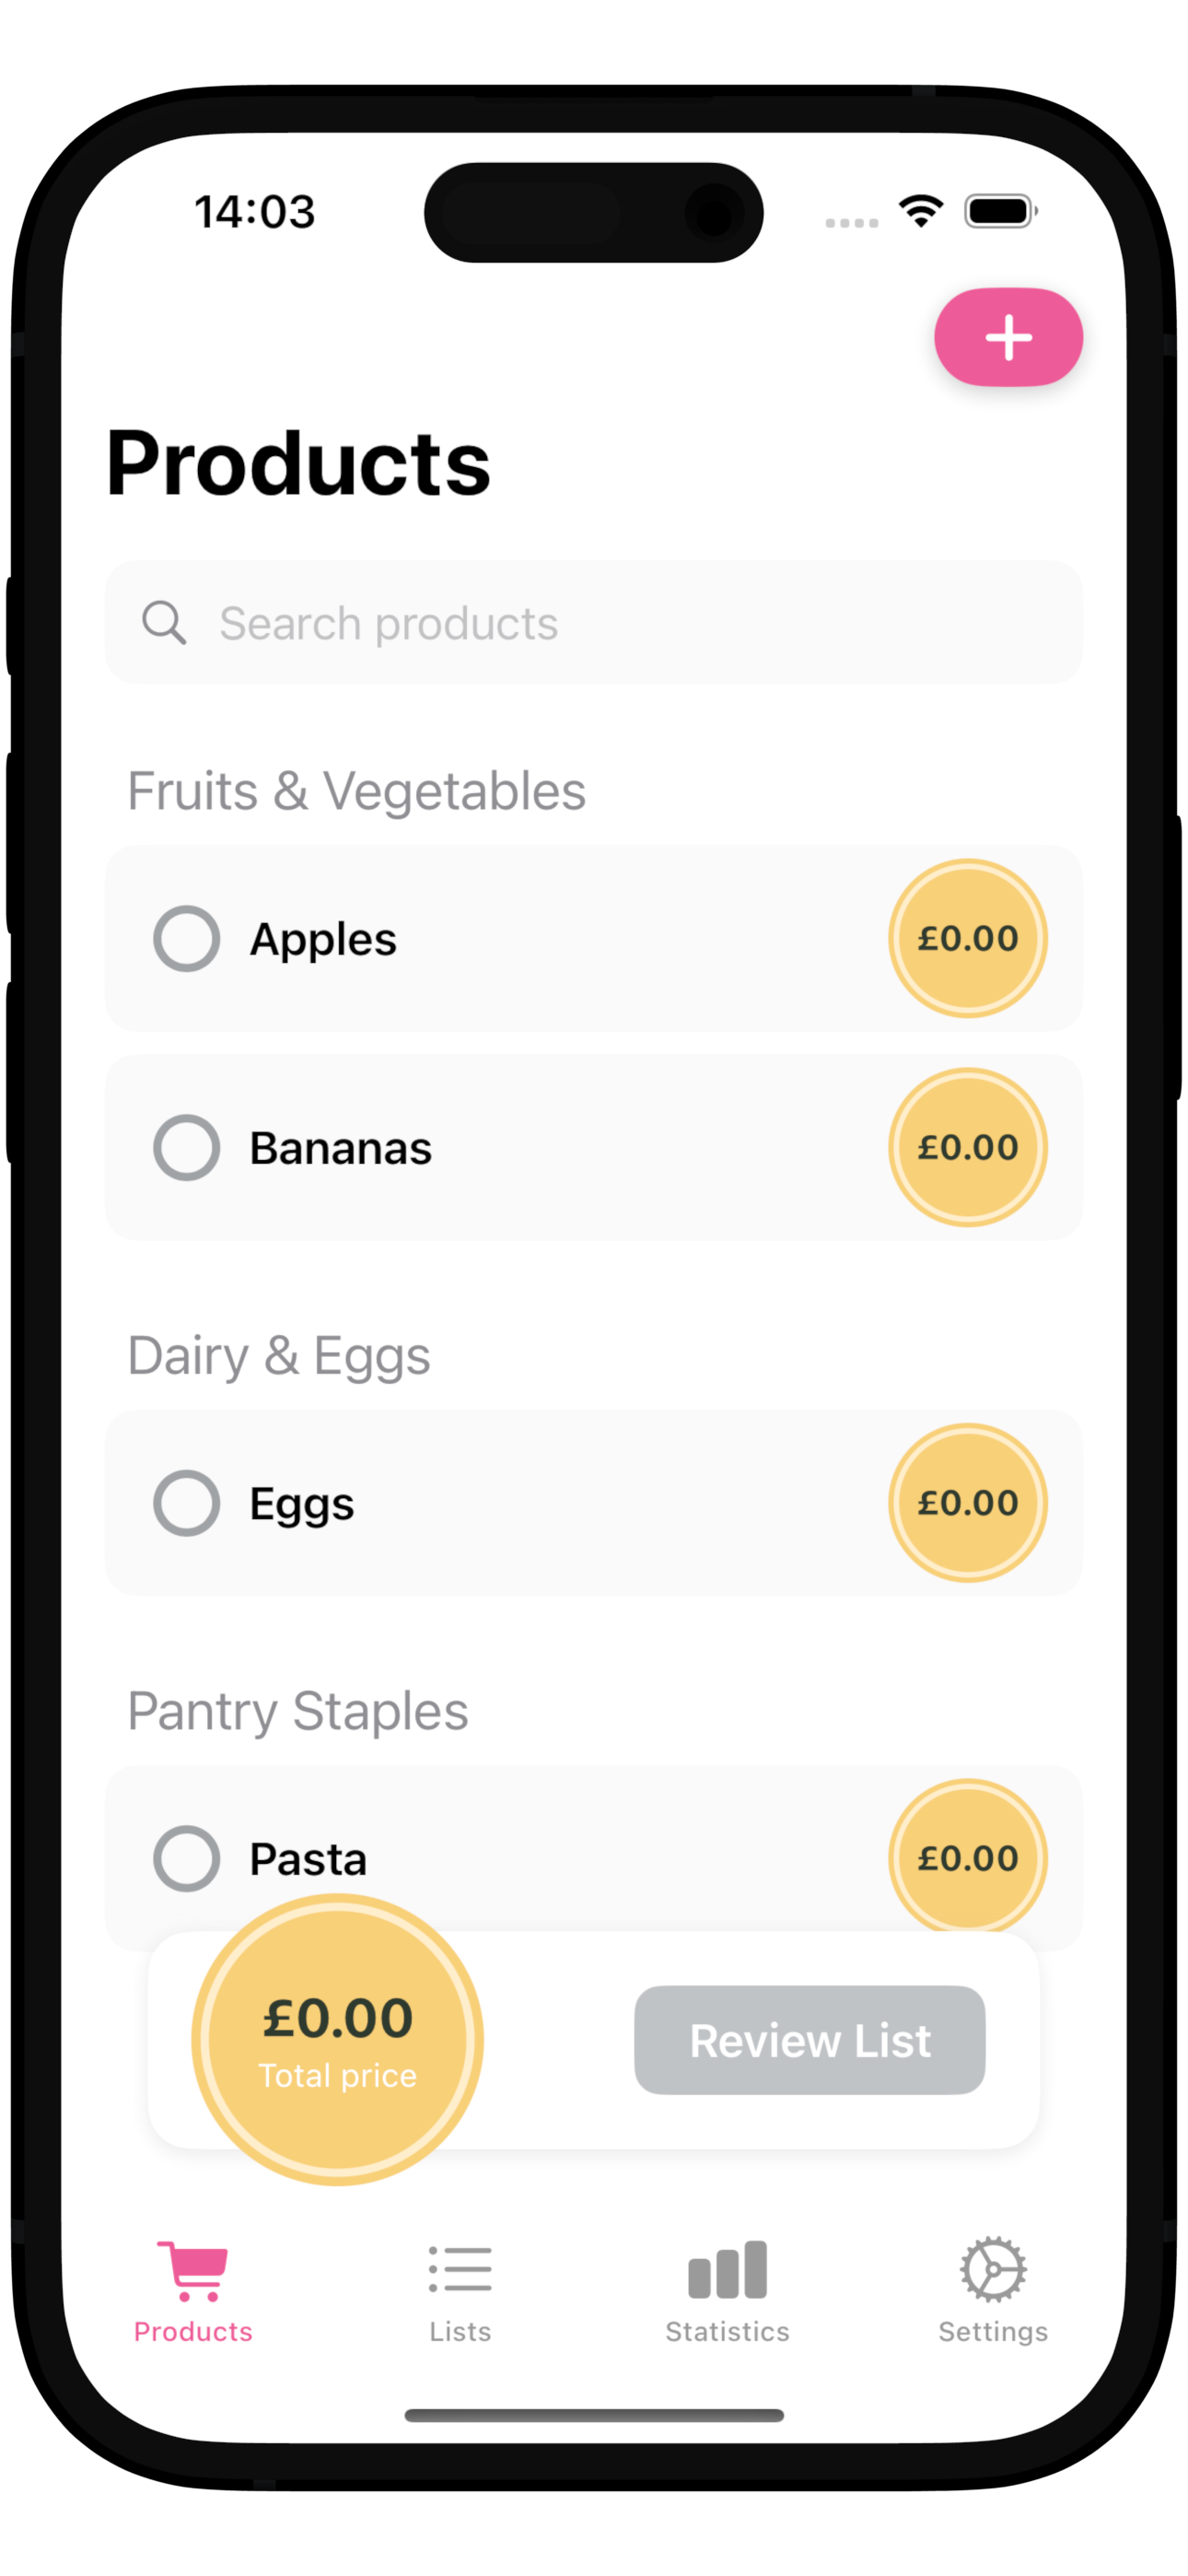 14:03
Products
Search products
Fruits & Vegetables
Apples
£0.00
Bananas
£0.00
Dairy & Eggs
Eggs
£0.00
Pantry Staples
Pasta
£0.00
£0.00
Total price
Review List
Products
Lists
Statistics
Settings